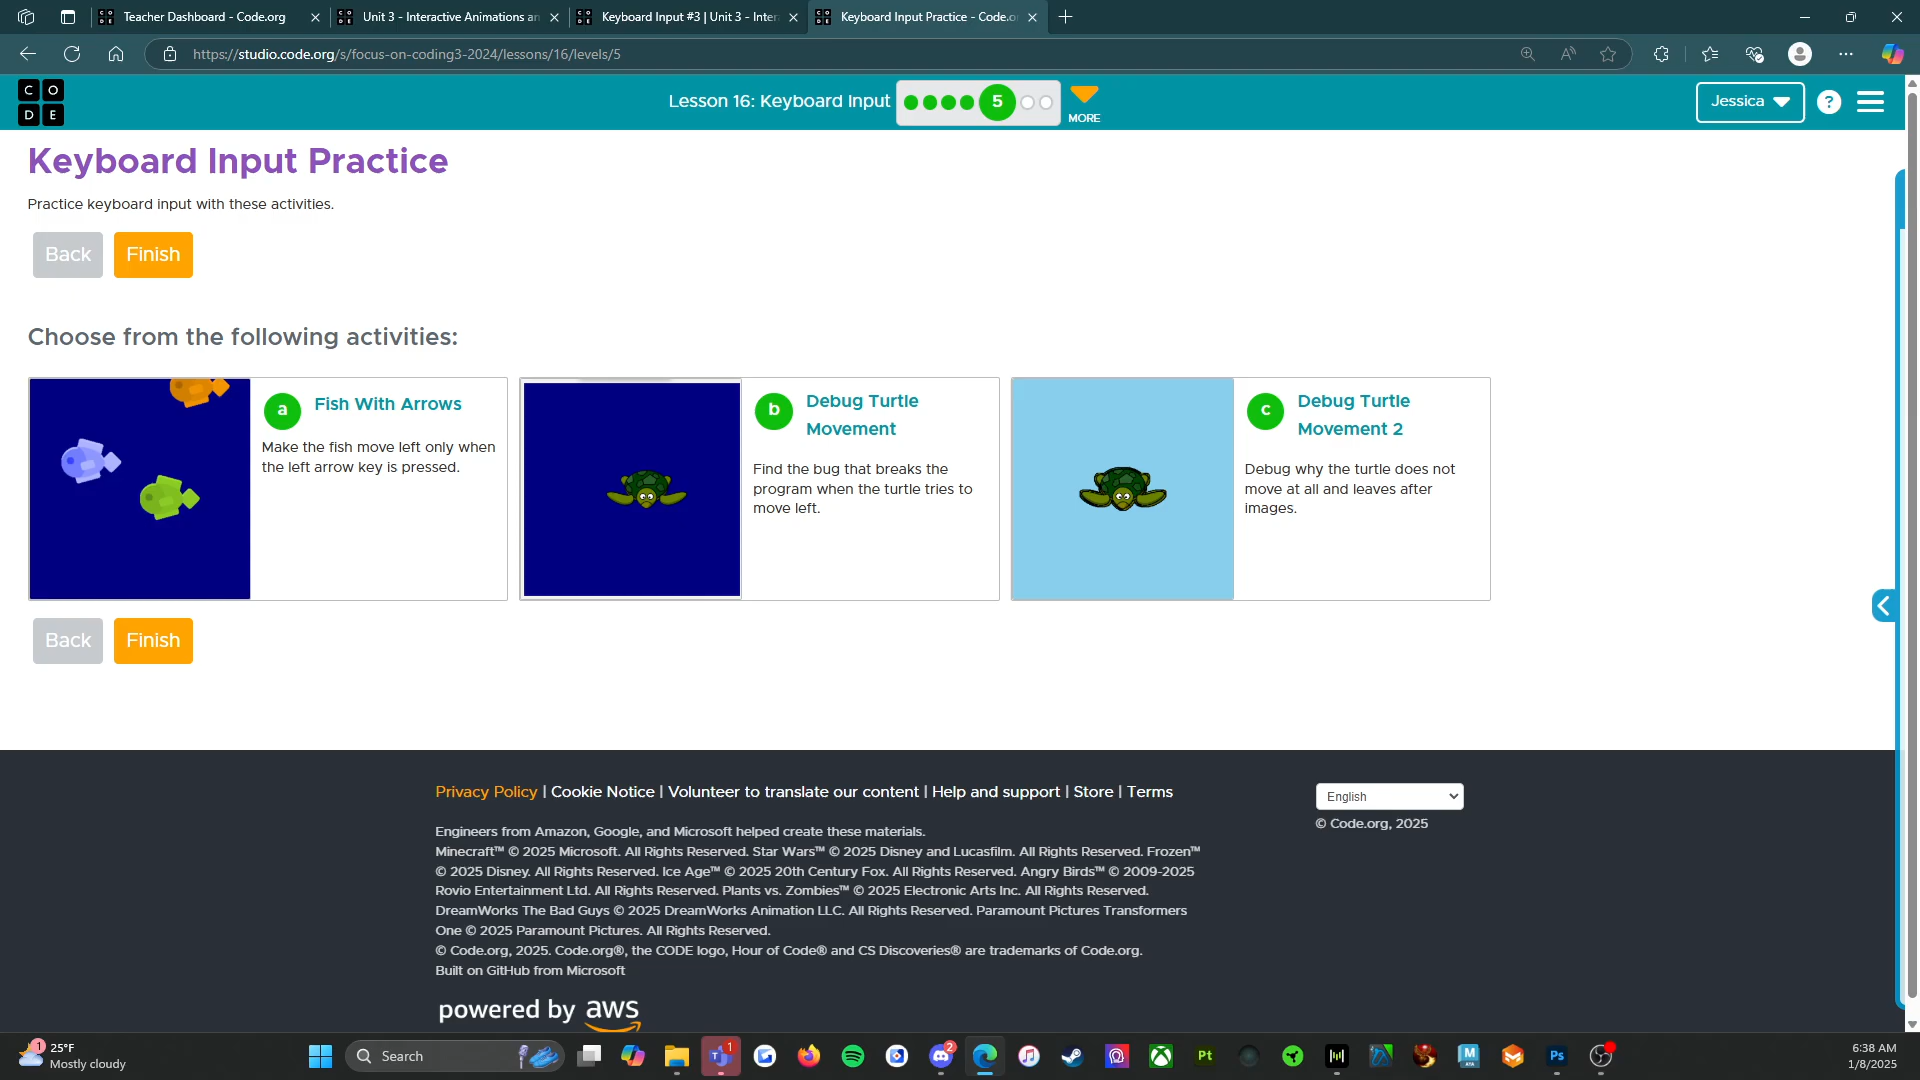 Teacher Dashboard - Code.org
Unit 3 - Interactive Animations an
Keyboard Input #3 | Unit 3 - Inter
Keyboard Input Practice - Code.o
https://studio.code.org/s/focus-on-coding3-2024/lessons/16/levels/5
C O
D E
Lesson 16: Keyboard Input
5
MORE
Jessica
?
Keyboard Input Practice
Practice keyboard input with these activities.
Back
Finish
Choose from the following activities:
a
Fish With Arrows
Make the fish move left only when
the left arrow key is pressed.
b
Debug Turtle
Movement
Find the bug that breaks the
program when the turtle tries to
move left.
c
Debug Turtle
Movement 2
Debug why the turtle does not
move at all and leaves after
images.
Back
Finish
Privacy Policy | Cookie Notice | Volunteer to translate our content | Help and support | Store | Terms
English
© Code.org, 2025
Engineers from Amazon, Google, and Microsoft helped create these materials.
Minecraft™ © 2025 Microsoft. All Rights Reserved. Star Wars™ © 2025 Disney and Lucasfilm. All Rights Reserved. Frozen™
© 2025 Disney. All Rights Reserved. Ice Age™ © 2025 20th Century Fox. All Rights Reserved. Angry Birds™ © 2009-2025
Rovio Entertainment Ltd. All Rights Reserved. Plants vs. Zombies™ © 2025 Electronic Arts Inc. All Rights Reserved.
DreamWorks The Bad Guys © 2025 DreamWorks Animation LLC. All Rights Reserved. Paramount Pictures Transformers
One © 2025 Paramount Pictures. All Rights Reserved.
© Code.org, 2025. Code.org®, the CODE logo, Hour of Code® and CS Discoveries® are trademarks of Code.org.
Built on GitHub from Microsoft
powered by aws
1
25°F
Mostly cloudy
Search
1
2
Pt
M
Ps
6:38 AM
1/8/2025